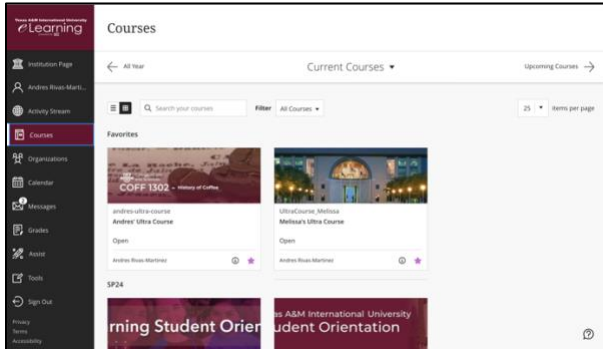 Texas A&M International University
eLearning
Courses
Institution Page
Andres Rivas-Marti...
Activity Stream
Courses
Organizations
Calendar
2
Messages
Grades
Assist
Tools
Sign Out
Privacy
Terms
Accessibility
← All Year
Current Courses ▾
Upcoming Courses →
Search your courses
Filter
All Courses ▾
25 ▾ items per page
Favorites
COFF 1302 - History of Coffee
andres-ultra-course
Andres' Ultra Course
Open
Andres Rivas-Martinez
UltraCourse_Melissa
Melissa's Ultra Course
Open
Andres Rivas-Martinez
SP24
rning Student Orien
as A&M International University
udent Orientation